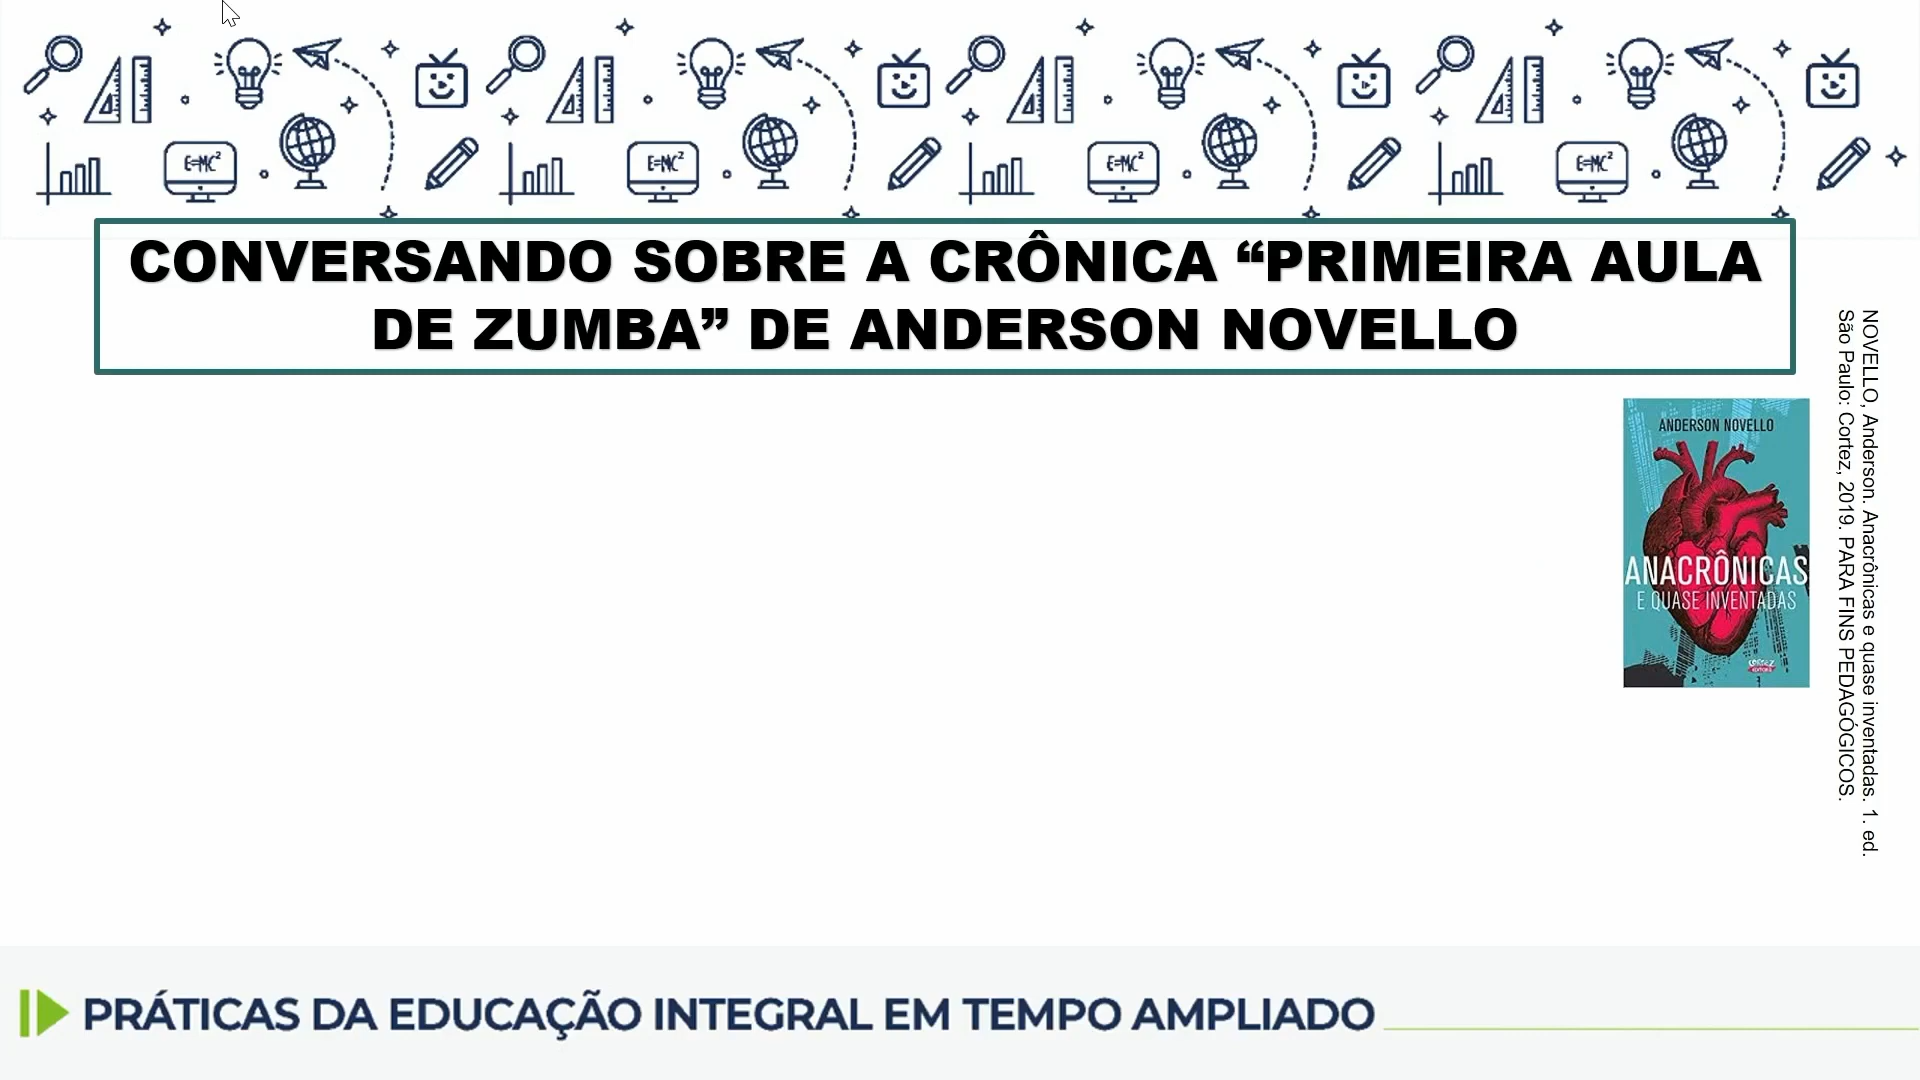 E=MC²
E=MC²
E=MC²
E=MC²
CONVERSANDO SOBRE A CRÔNICA “PRIMEIRA AULA
DE ZUMBA” DE ANDERSON NOVELLO
NOVELLO, Anderson. Anacrônicas e quase inventadas. 1. ed.
São Paulo: Cortez, 2019. PARA FINS PEDAGÓGICOS.
ANDERSON NOVELLO
ANACRÔNICAS
E QUASE INVENTADAS
CORTEZ
EDITORA
PRÁTICAS DA EDUCAÇÃO INTEGRAL EM TEMPO AMPLIADO